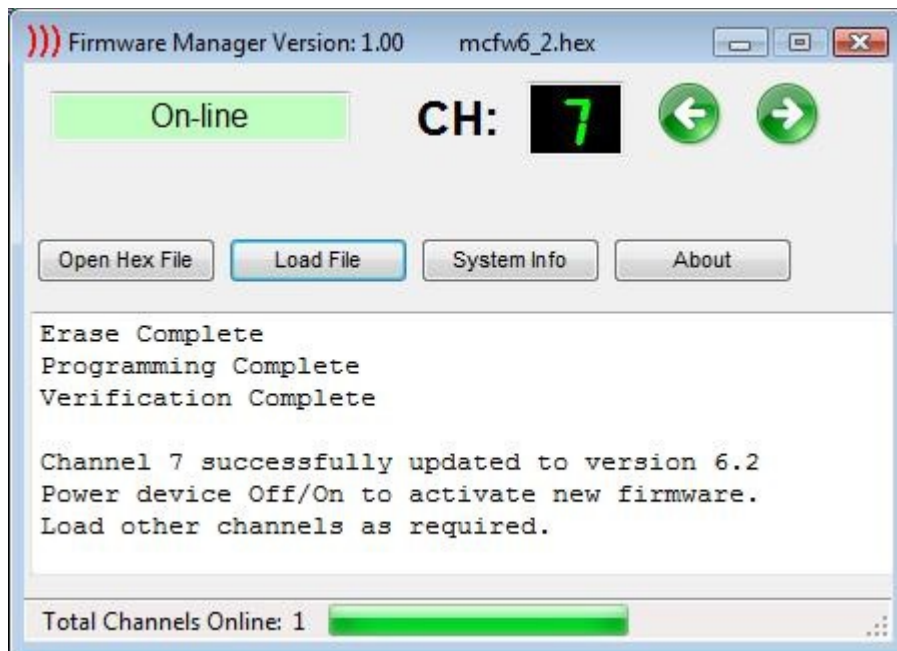 Firmware Manager Version: 1.00 mcfw6_2.hex
On-line CH: 7
Open Hex File Load File System Info About
Erase Complete
Programming Complete
Verification Complete
Channel 7 successfully updated to version 6.2
Power device Off/On to activate new firmware.
Load other channels as required.
Total Channels Online: 1